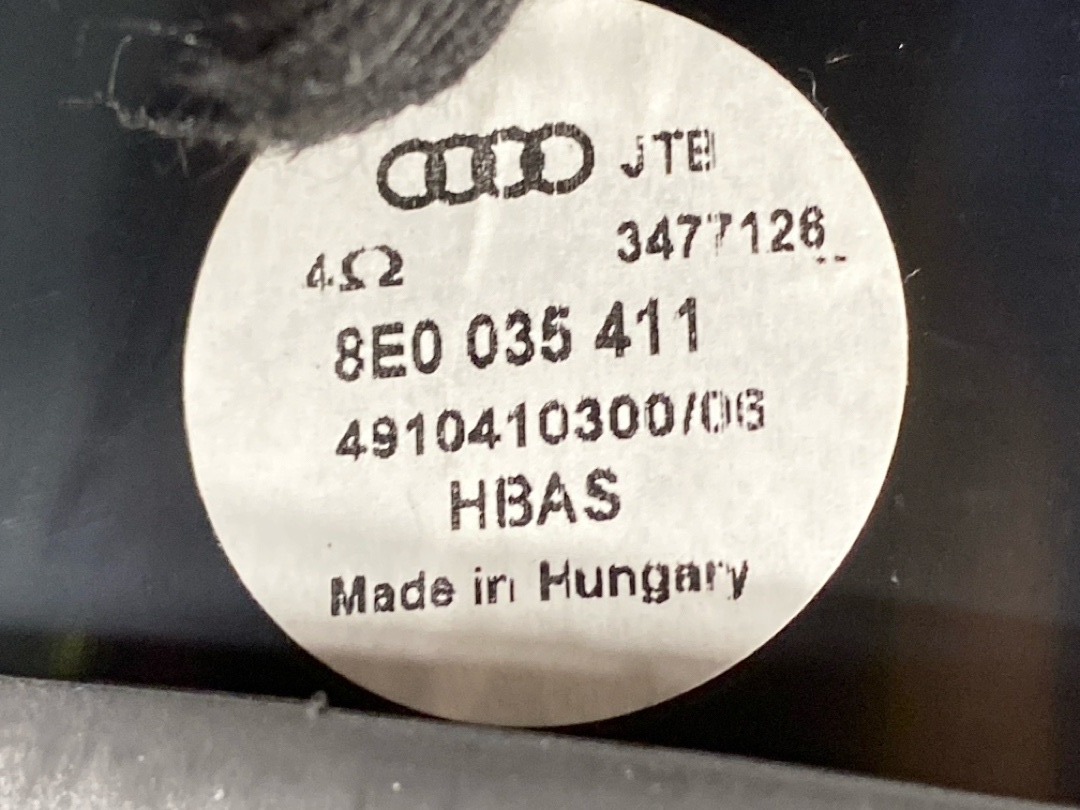 JTB
4Ω 3477126
8E0 035 411
4910410300/06
HBAS
Made in Hungary